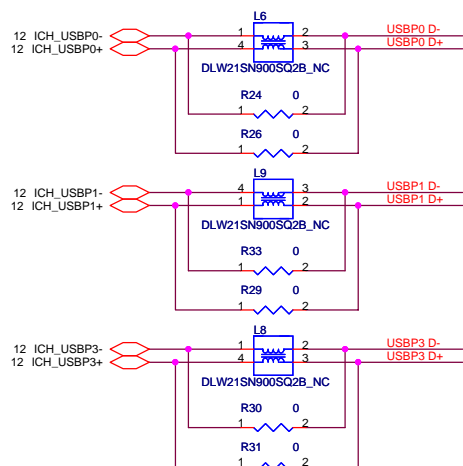 L6
12 ICH_USBP0- 1 2 USBP0 D-
12 ICH_USBP0+ 4 3 USBP0 D+
DLW21SN900SQ2B_NC
R24 0
1 2
R26 0
1 2
L9
12 ICH_USBP1- 4 3 USBP1 D-
12 ICH_USBP1+ 1 2 USBP1 D+
DLW21SN900SQ2B_NC
R33 0
1 2
R29 0
1 2
L8
12 ICH_USBP3- 1 2 USBP3 D-
12 ICH_USBP3+ 4 3 USBP3 D+
DLW21SN900SQ2B_NC
R30 0
1 2
R31 0
1 2